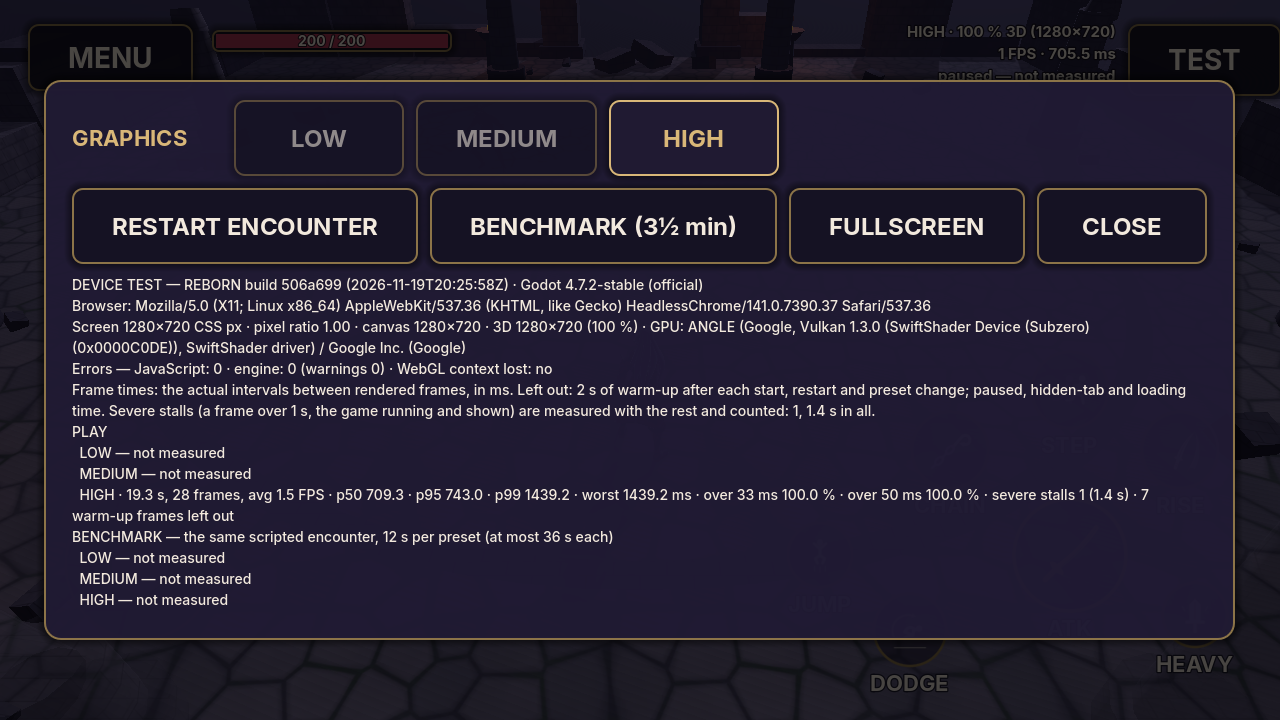 MENU
200 / 200
HIGH · 100 % 3D (1280×720)
1 FPS · 705.5 ms
paused — not measured
TEST
GRAPHICS
LOW
MEDIUM
HIGH
RESTART ENCOUNTER
BENCHMARK (3½ min)
FULLSCREEN
CLOSE
DEVICE TEST — REBORN build 506a699 (2026-11-19T20:25:58Z) · Godot 4.7.2-stable (official)
Browser: Mozilla/5.0 (X11; Linux x86_64) AppleWebKit/537.36 (KHTML, like Gecko) HeadlessChrome/141.0.7390.37 Safari/537.36
Screen 1280×720 CSS px · pixel ratio 1.00 · canvas 1280×720 · 3D 1280×720 (100 %) · GPU: ANGLE (Google, Vulkan 1.3.0 (SwiftShader Device (Subzero)
(0x0000C0DE)), SwiftShader driver) / Google Inc. (Google)
Errors — JavaScript: 0 · engine: 0 (warnings 0) · WebGL context lost: no
Frame times: the actual intervals between rendered frames, in ms. Left out: 2 s of warm-up after each start, restart and preset change; paused, hidden-tab and loading
time. Severe stalls (a frame over 1 s, the game running and shown) are measured with the rest and counted: 1, 1.4 s in all.
PLAY
LOW — not measured
MEDIUM — not measured
HIGH · 19.3 s, 28 frames, avg 1.5 FPS · p50 709.3 · p95 743.0 · p99 1439.2 · worst 1439.2 ms · over 33 ms 100.0 % · over 50 ms 100.0 % · severe stalls 1 (1.4 s) · 7
warm-up frames left out
BENCHMARK — the same scripted encounter, 12 s per preset (at most 36 s each)
LOW — not measured
MEDIUM — not measured
HIGH — not measured
HEAVY
DODGE